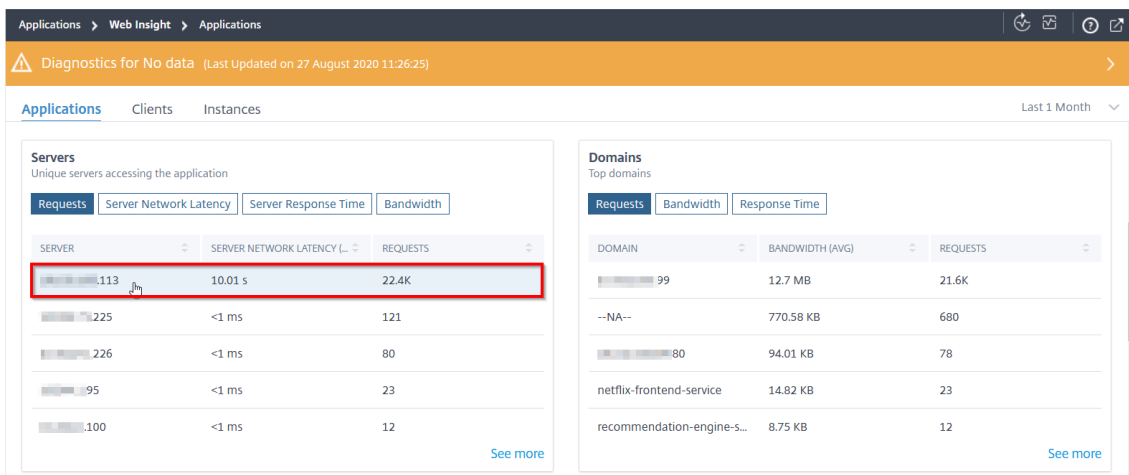 Applications > Web Insight > Applications
Diagnostics for No data (Last Updated on 27 August 2020 11:26:25)
Applications Clients Instances Last 1 Month
Servers
Unique servers accessing the application
Requests Server Network Latency Server Response Time Bandwidth
SERVER SERVER NETWORK LATENCY (... REQUESTS
.113 10.01 s 22.4K
.225 <1 ms 121
.226 <1 ms 80
95 <1 ms 23
.100 <1 ms 12
See more
Domains
Top domains
Requests Bandwidth Response Time
DOMAIN BANDWIDTH (AVG) REQUESTS
99 12.7 MB 21.6K
--NA-- 770.58 KB 680
80 94.01 KB 78
netflix-frontend-service 14.82 KB 23
recommendation-engine-s... 8.75 KB 12
See more